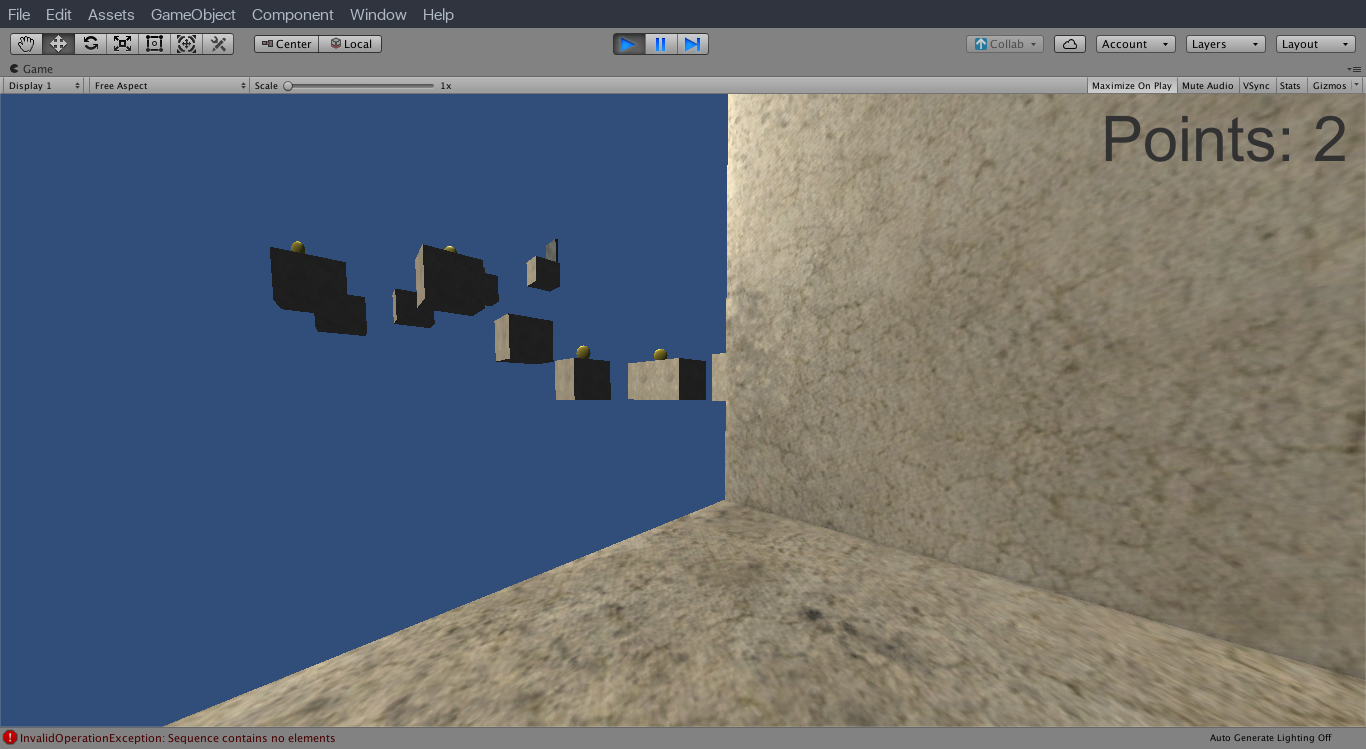 File Edit Assets GameObject Component Window Help
Center Local Collab Account Layers Layout
Game
Display 1 Free Aspect Scale 1x Maximize On Play Mute Audio VSync Stats Gizmos
Points: 2
InvalidOperationException: Sequence contains no elements Auto Generate Lighting Off